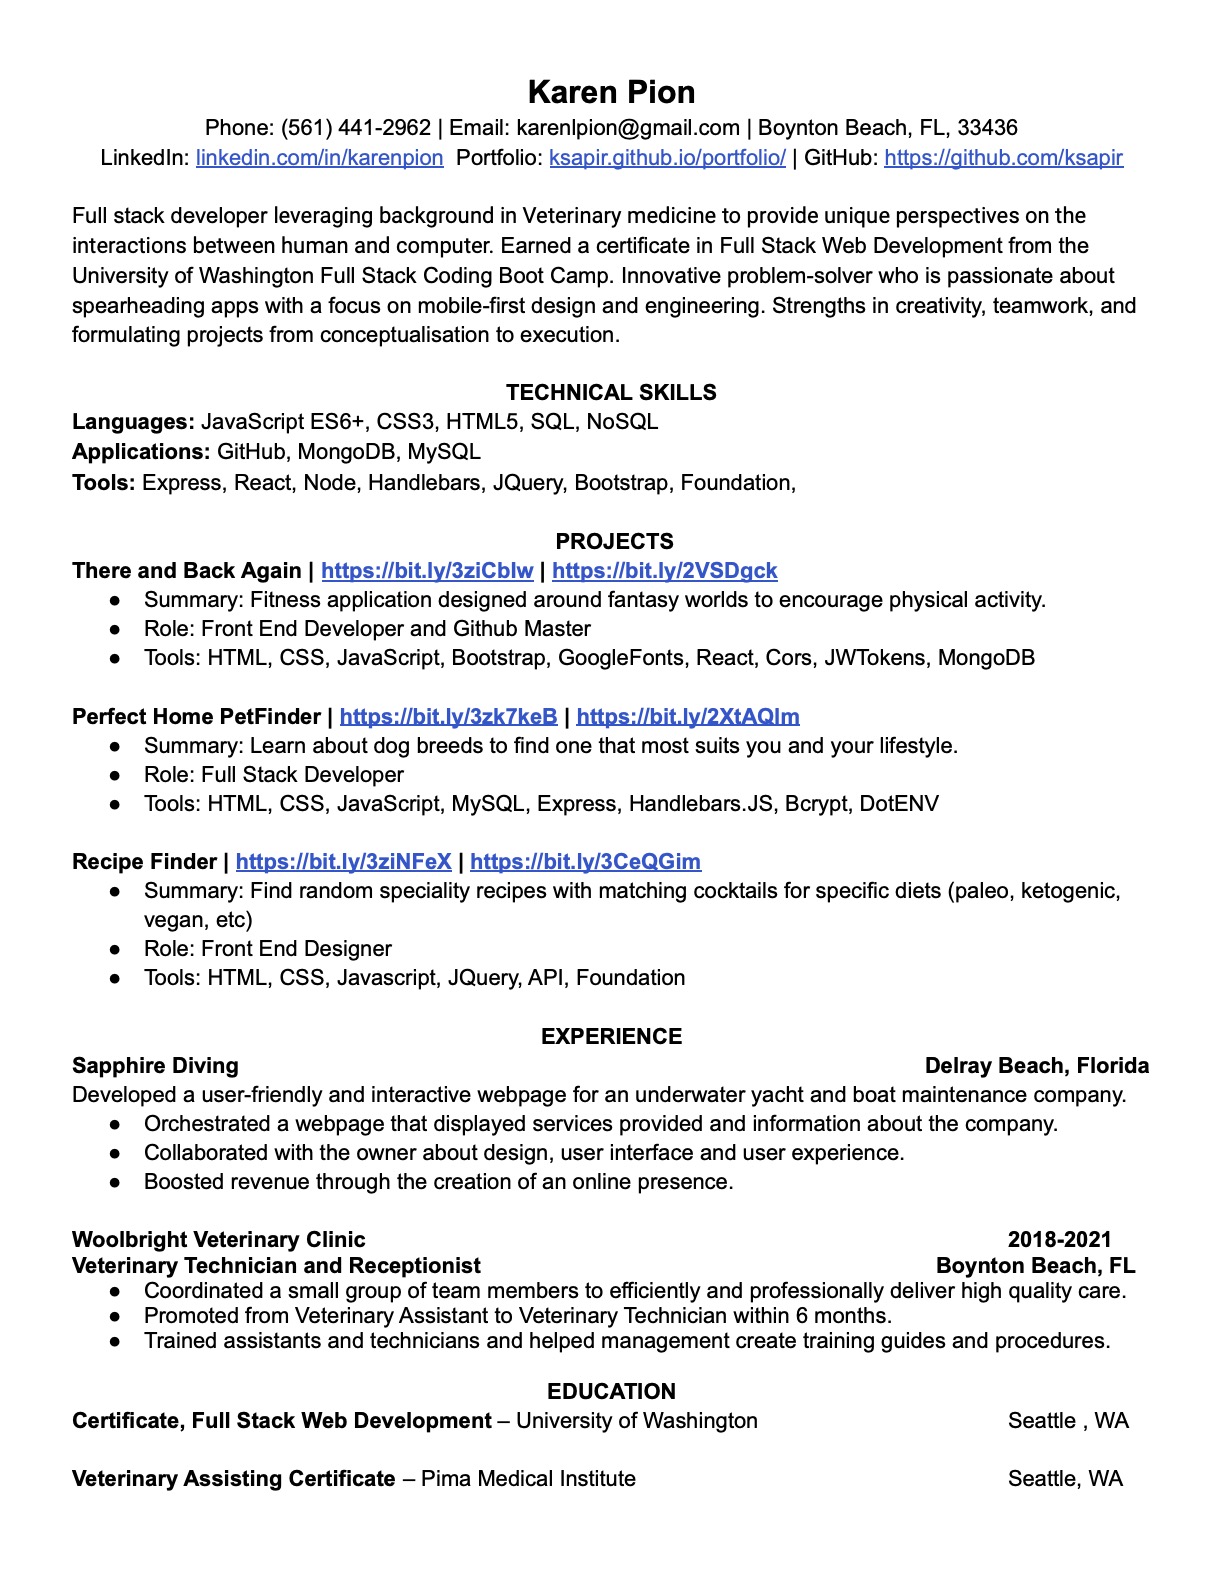 Karen Pion
Phone: (561) 441-2962 | Email: karenlpion@gmail.com | Boynton Beach, FL, 33436
LinkedIn: linkedin.com/in/karenpion  Portfolio: ksapir.github.io/portfolio/ | GitHub: https://github.com/ksapir
Full stack developer leveraging background in Veterinary medicine to provide unique perspectives on the
interactions between human and computer. Earned a certificate in Full Stack Web Development from the
University of Washington Full Stack Coding Boot Camp. Innovative problem-solver who is passionate about
spearheading apps with a focus on mobile-first design and engineering. Strengths in creativity, teamwork, and
formulating projects from conceptualisation to execution.
TECHNICAL SKILLS
Languages: JavaScript ES6+, CSS3, HTML5, SQL, NoSQL
Applications: GitHub, MongoDB, MySQL
Tools: Express, React, Node, Handlebars, JQuery, Bootstrap, Foundation,
PROJECTS
There and Back Again | https://bit.ly/3ziCblw | https://bit.ly/2VSDgck
● Summary: Fitness application designed around fantasy worlds to encourage physical activity.
● Role: Front End Developer and Github Master
● Tools: HTML, CSS, JavaScript, Bootstrap, GoogleFonts, React, Cors, JWTokens, MongoDB
Perfect Home PetFinder | https://bit.ly/3zk7keB | https://bit.ly/2XtAQlm
● Summary: Learn about dog breeds to find one that most suits you and your lifestyle.
● Role: Full Stack Developer
● Tools: HTML, CSS, JavaScript, MySQL, Express, Handlebars.JS, Bcrypt, DotENV
Recipe Finder | https://bit.ly/3ziNFeX | https://bit.ly/3CeQGim
● Summary: Find random speciality recipes with matching cocktails for specific diets (paleo, ketogenic,
vegan, etc)
● Role: Front End Designer
● Tools: HTML, CSS, Javascript, JQuery, API, Foundation
EXPERIENCE
Sapphire Diving Delray Beach, Florida
Developed a user-friendly and interactive webpage for an underwater yacht and boat maintenance company.
● Orchestrated a webpage that displayed services provided and information about the company.
● Collaborated with the owner about design, user interface and user experience.
● Boosted revenue through the creation of an online presence.
Woolbright Veterinary Clinic 2018-2021
Veterinary Technician and Receptionist Boynton Beach, FL
● Coordinated a small group of team members to efficiently and professionally deliver high quality care.
● Promoted from Veterinary Assistant to Veterinary Technician within 6 months.
● Trained assistants and technicians and helped management create training guides and procedures.
EDUCATION
Certificate, Full Stack Web Development – University of Washington Seattle , WA
Veterinary Assisting Certificate – Pima Medical Institute Seattle, WA